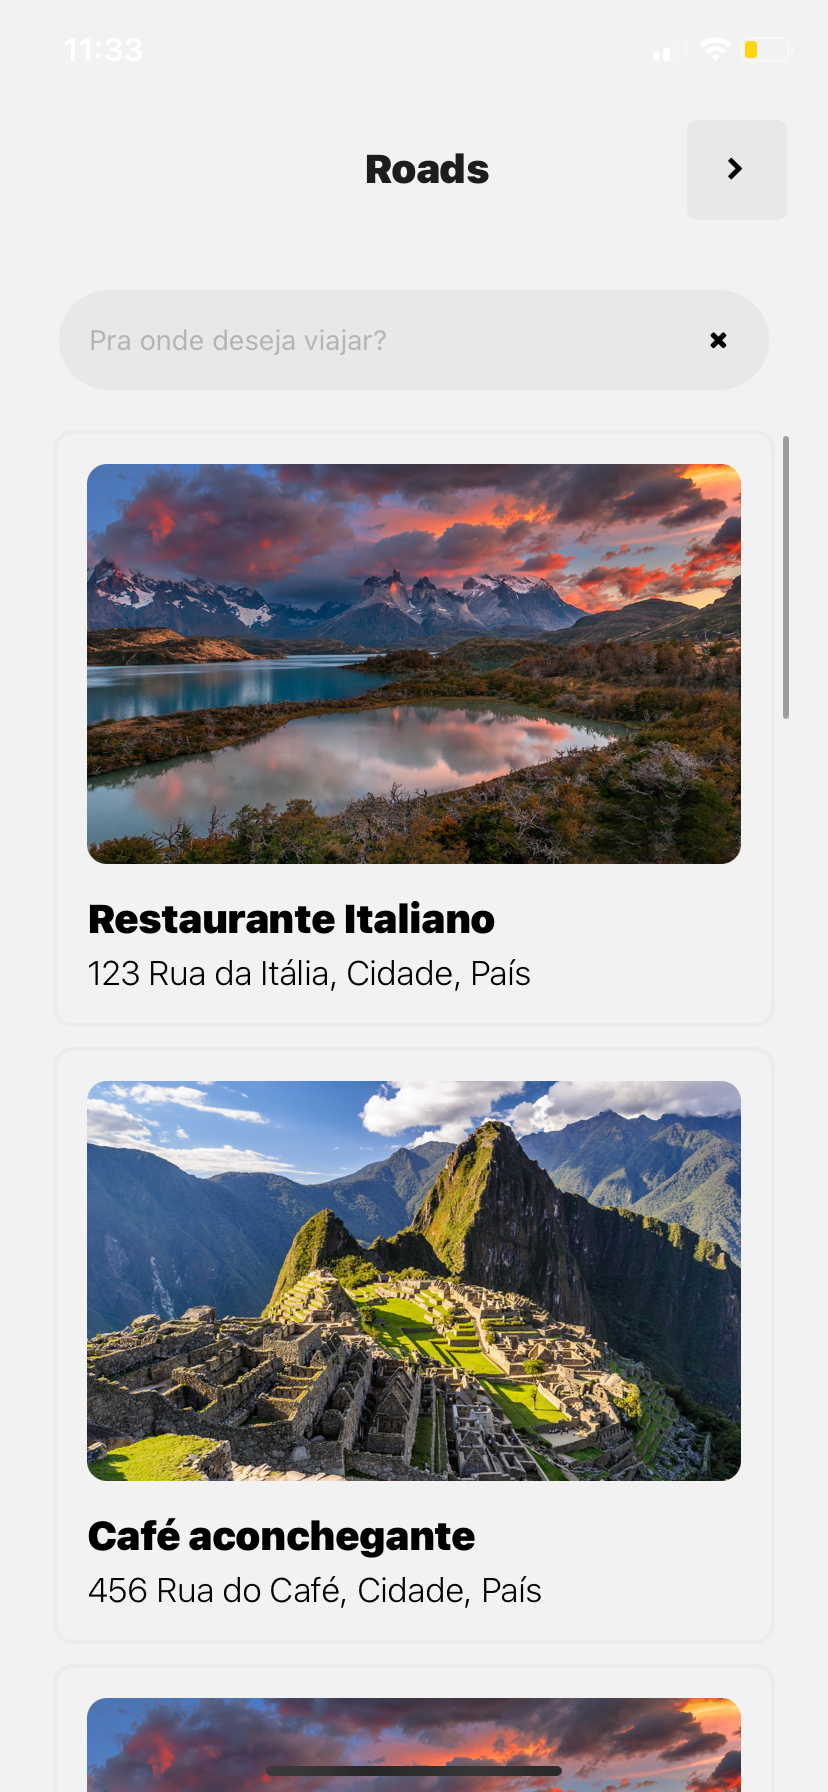 11:33
Roads
Pra onde deseja viajar?
Restaurante Italiano
123 Rua da Itália, Cidade, País
Café aconchegante
456 Rua do Café, Cidade, País